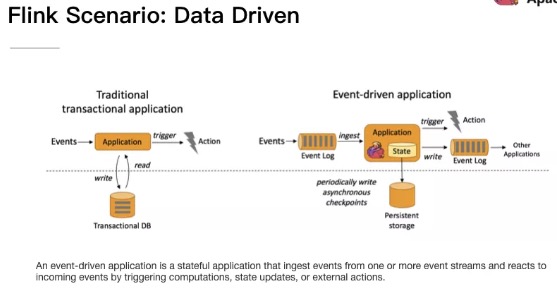 Flink Scenario: Data Driven
Traditional
transactional application
Events
Application
trigger
Action
write
read
Transactional DB
Event-driven application
Events
Event Log
ingest
Application
State
trigger
Action
write
Event Log
Other
Applications
periodically write
asynchronous
checkpoints
Persistent
storage
An event-driven application is a stateful application that ingest events from one or more event streams and reacts to
incoming events by triggering computations, state updates, or external actions.